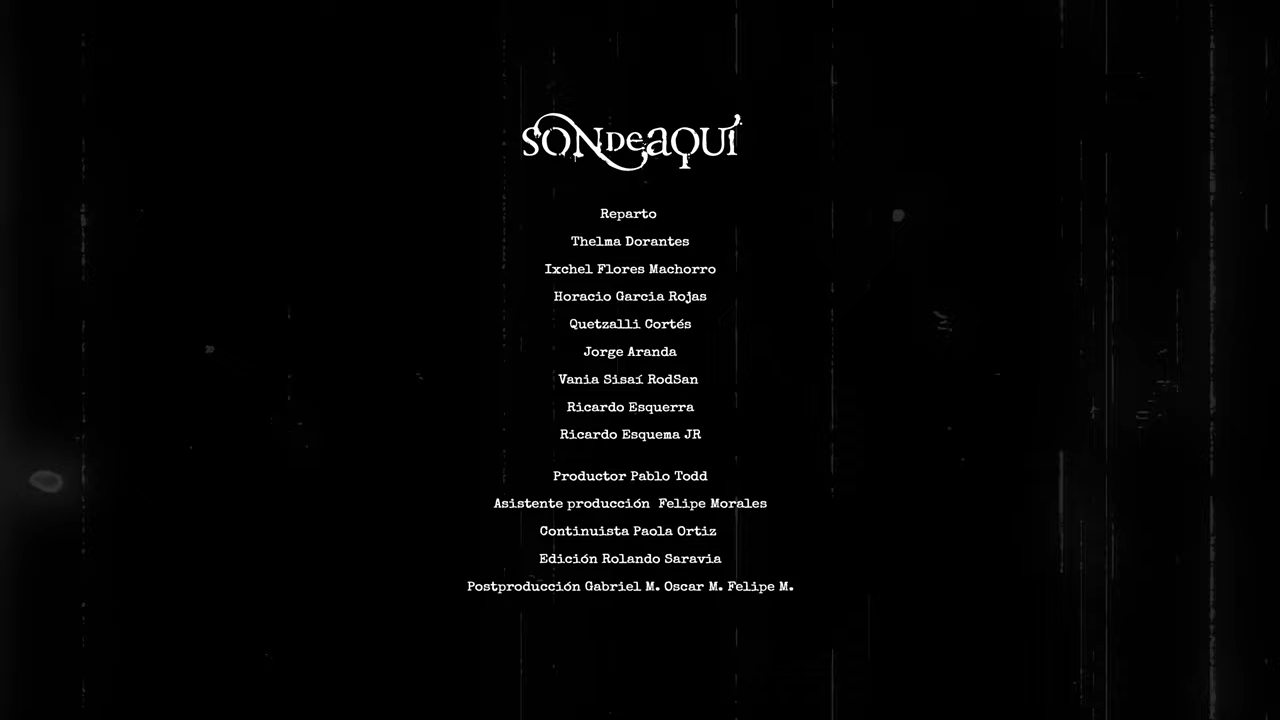 SONDEAQUÍ
Reparto
Thelma Dorantes
Ixchel Flores Machorro
Horacio Garcia Rojas
Quetzalli Cortés
Jorge Aranda
Vania Sisaí RodSan
Ricardo Esquerra
Ricardo Esquema JR
Productor Pablo Todd
Asistente producción Felipe Morales
Continuista Paola Ortiz
Edición Rolando Saravia
Postproducción Gabriel M. Oscar M. Felipe M.